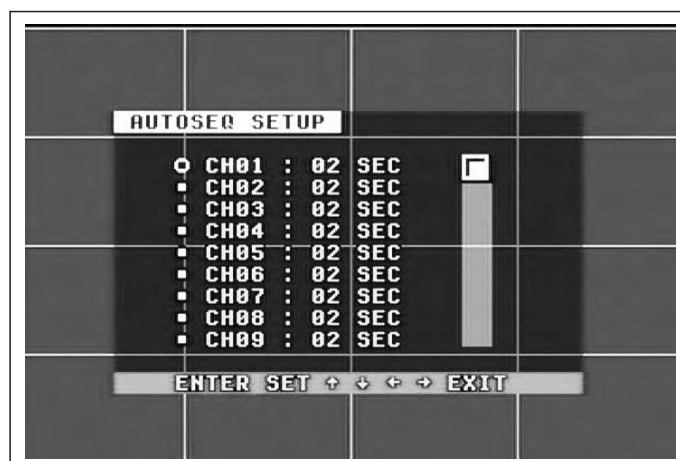 AUTOSEQ SETUP
CH01 : 02 SEC
CH02 : 02 SEC
CH03 : 02 SEC
CH04 : 02 SEC
CH05 : 02 SEC
CH06 : 02 SEC
CH07 : 02 SEC
CH08 : 02 SEC
CH09 : 02 SEC
ENTER SET ↑ ↓ ← → EXIT